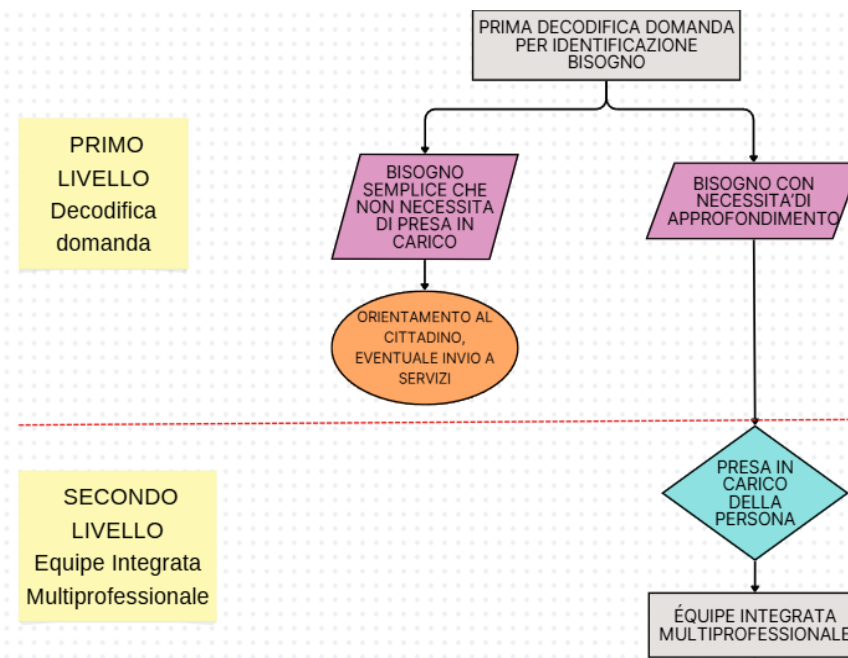 PRIMA DECODIFICA DOMANDA
PER IDENTIFICAZIONE
BISOGNO
PRIMO
LIVELLO
Decodifica
domanda
BISOGNO
SEMPLICE CHE
NON NECESSITA
DI PRESA IN
CARICO
BISOGNO CON
NECESSITA'DI
APPROFONDIMENTO
ORIENTAMENTO AL
CITTADINO,
EVENTUALE INVIO A
SERVIZI
SECONDO
LIVELLO
Equipe Integrata
Multiprofessionale
PRESA IN
CARICO
DELLA
PERSONA
ÉQUIPE INTEGRATA
MULTIPROFESSIONALE